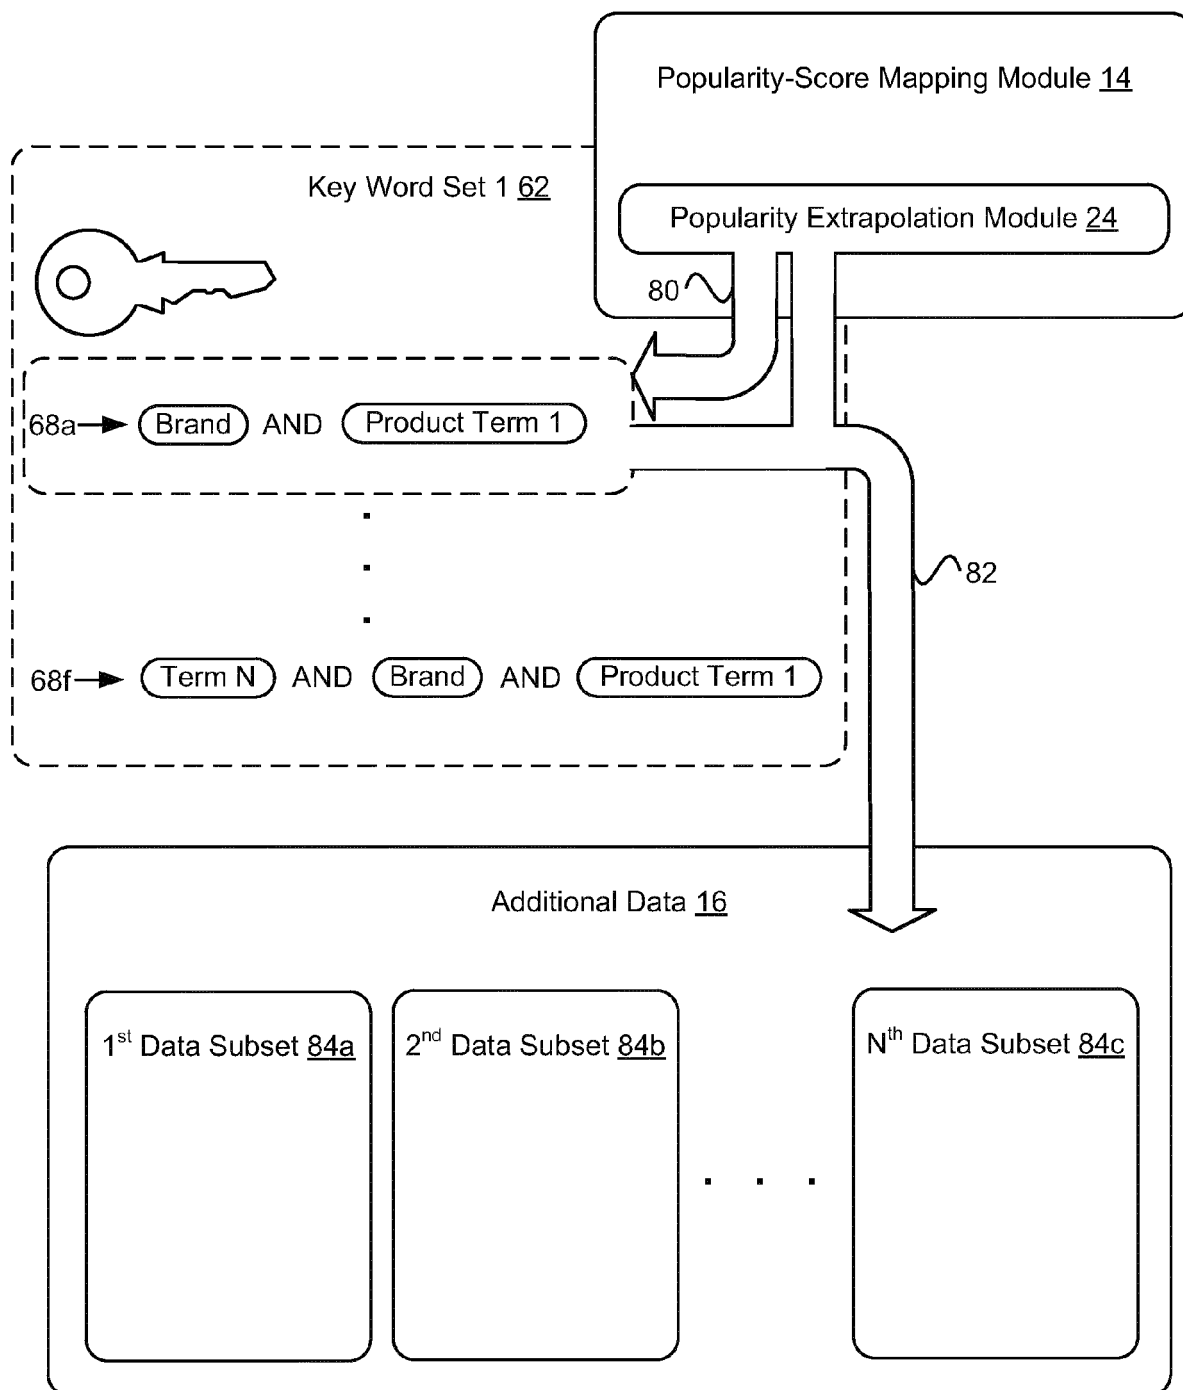 Popularity-Score Mapping Module 14
Key Word Set 1 62
Popularity Extrapolation Module 24
80
68a Brand AND Product Term 1
82
68f Term N AND Brand AND Product Term 1
Additional Data 16
1st Data Subset 84a
2nd Data Subset 84b
Nth Data Subset 84c